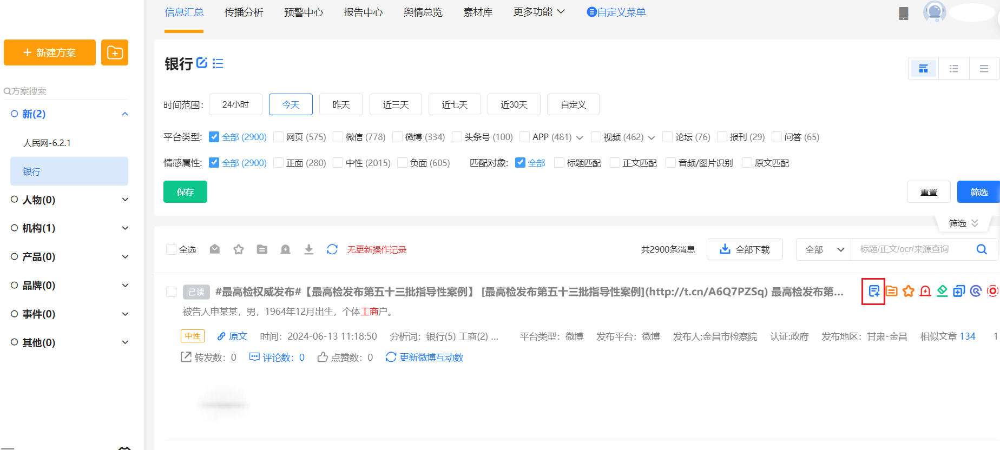 信息汇总 传播分析 预警中心 报告中心 舆情总览 素材库 更多功能 自定义菜单
+ 新建方案
方案搜索
新(2)
人民网-6.2.1
银行
人物(0)
机构(1)
产品(0)
品牌(0)
事件(0)
其他(0)
银行
时间范围: 24小时 今天 昨天 近三天 近七天 近30天 自定义
平台类型: 全部 (2900) 网页 (575) 微信 (778) 微博 (334) 头条号 (100) APP (481) 视频 (462) 论坛 (76) 报刊 (29) 问答 (65)
情感属性: 全部 (2900) 正面 (280) 中性 (2015) 负面 (605) 匹配对象: 全部 标题匹配 正文匹配 音频/图片识别 原文匹配
保存 重置 筛选
筛选
全选 无更新操作记录 共2900条消息 全部下载 全部 标题/正文/ocr/来源查询
已读 #最高检权威发布#【最高检发布第五十三批指导性案例】 [最高检发布第五十三批指导性案例](http://t.cn/A6Q7PZSq) 最高检发布第...
被告人申某某，男，1964年12月出生，个体工商户。
中性 原文 时间：2024-06-13 11:18:50 分析词：银行(5) 工商(2) ... 平台类型：微博 发布平台：微博 发布人:金昌市检察院 认证:政府 发布地区：甘肃-金昌 相似文章 134 1
转发数：0 评论数：0 点赞数：0 更新微博互动数